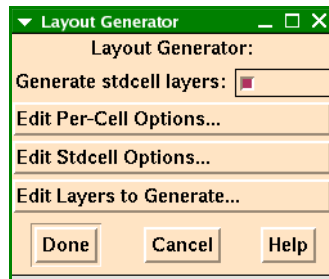 Layout Generator
Layout Generator:
Generate stdcell layers:
Edit Per-Cell Options...
Edit Stdcell Options...
Edit Layers to Generate...
Done Cancel Help